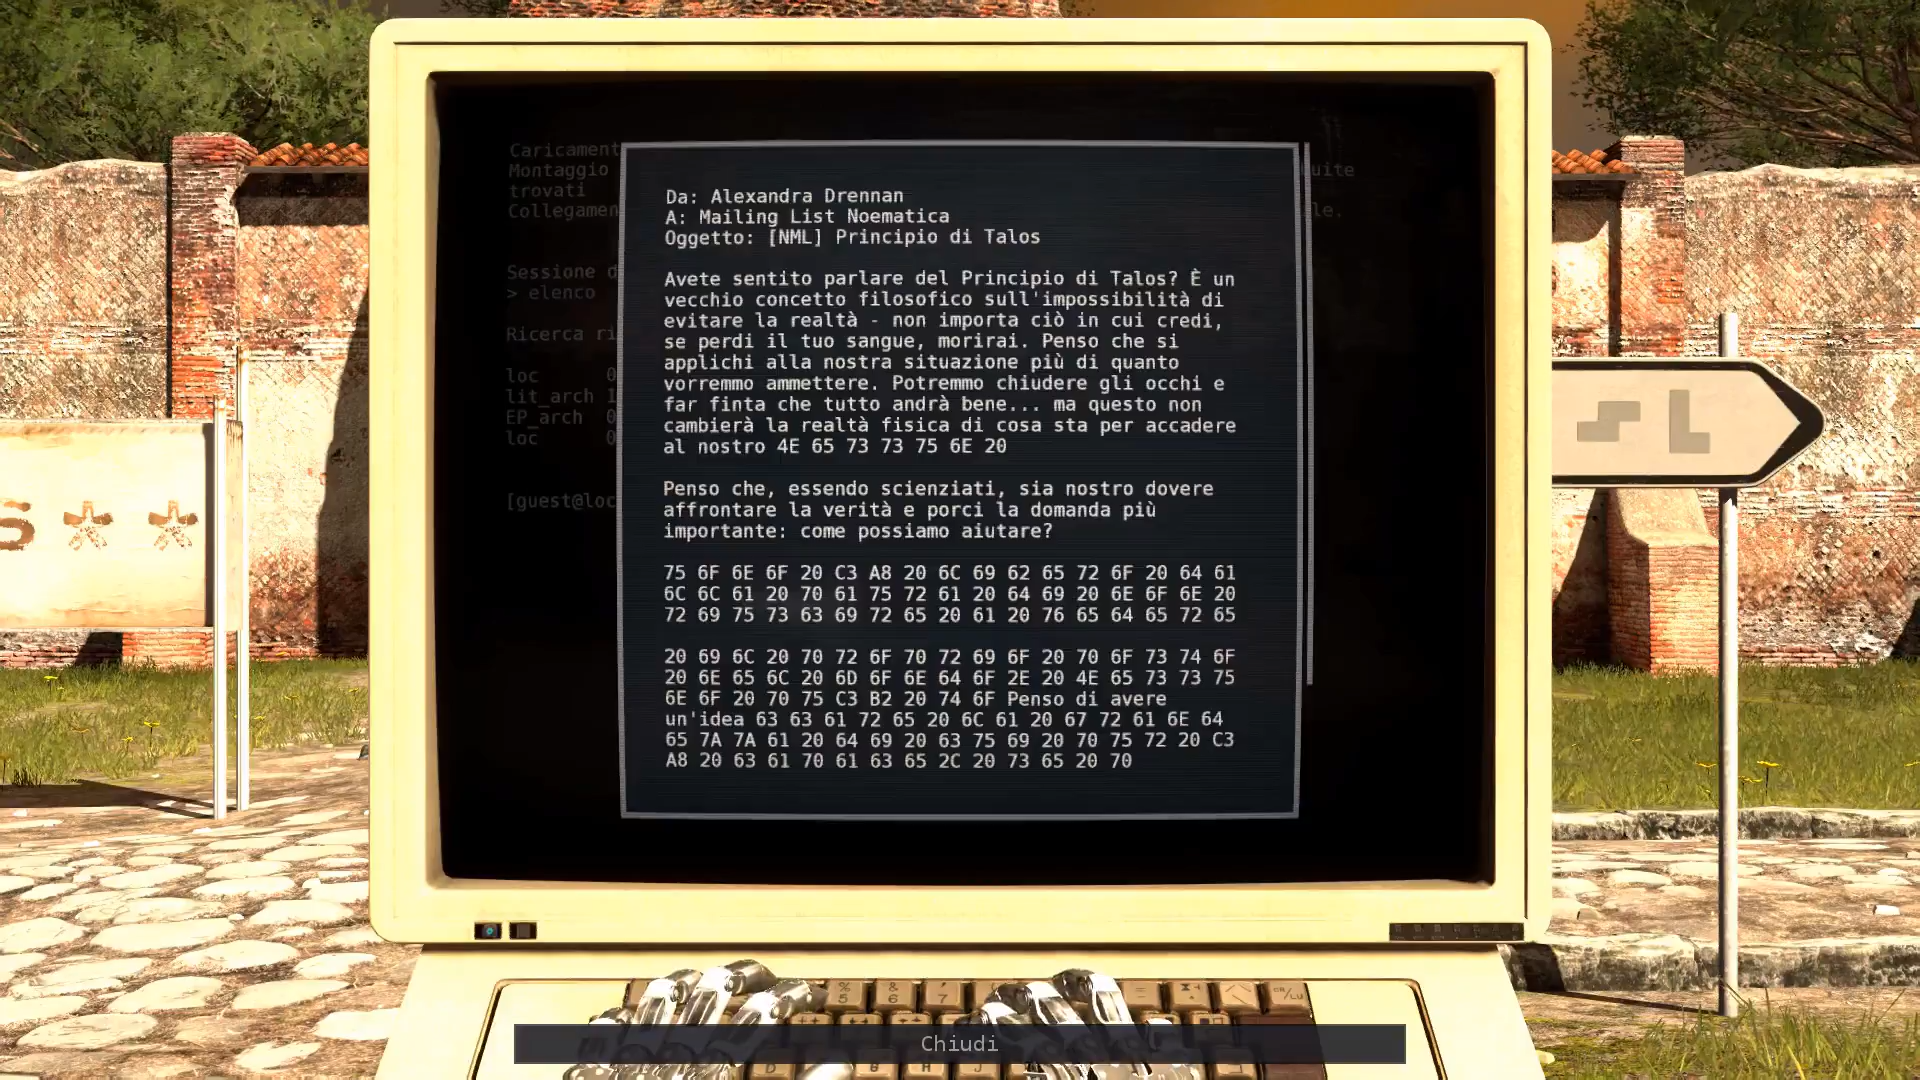 Caricament
Montaggio
uite
trovati
Collegamen
le.
Sessione d
> elenco
Ricerca ri
loc 0
lit_arch 1
EP_arch 0
loc 0
[guest@loc
Da: Alexandra Drennan
A: Mailing List Noematica
Oggetto: [NML] Principio di Talos
Avete sentito parlare del Principio di Talos? È un
vecchio concetto filosofico sull'impossibilità di
evitare la realtà - non importa ciò in cui credi,
se perdi il tuo sangue, morirai. Penso che si
applichi alla nostra situazione più di quanto
vorremmo ammettere. Potremmo chiudere gli occhi e
far finta che tutto andrà bene... ma questo non
cambierà la realtà fisica di cosa sta per accadere
al nostro 4E 65 73 73 75 6E 20
Penso che, essendo scienziati, sia nostro dovere
affrontare la verità e porci la domanda più
importante: come possiamo aiutare?
75 6F 6E 6F 20 C3 A8 20 6C 69 62 65 72 6F 20 64 61
6C 6C 61 20 70 61 75 72 61 20 64 69 20 6E 6F 6E 20
72 69 75 73 63 69 72 65 20 61 20 76 65 64 65 72 65
20 69 6C 20 70 72 6F 70 72 69 6F 20 70 6F 73 74 6F
20 6E 65 6C 20 6D 6F 6E 64 6F 2E 20 4E 65 73 73 75
6E 6F 20 70 75 C3 B2 20 74 6F Penso di avere
un'idea 63 63 61 72 65 20 6C 61 20 67 72 61 6E 64
65 7A 7A 61 20 64 69 20 63 75 69 20 70 75 72 20 C3
A8 20 63 61 70 61 63 65 2C 20 73 65 20 70
S * *
% 5 & 6 ' 7
Chiudi